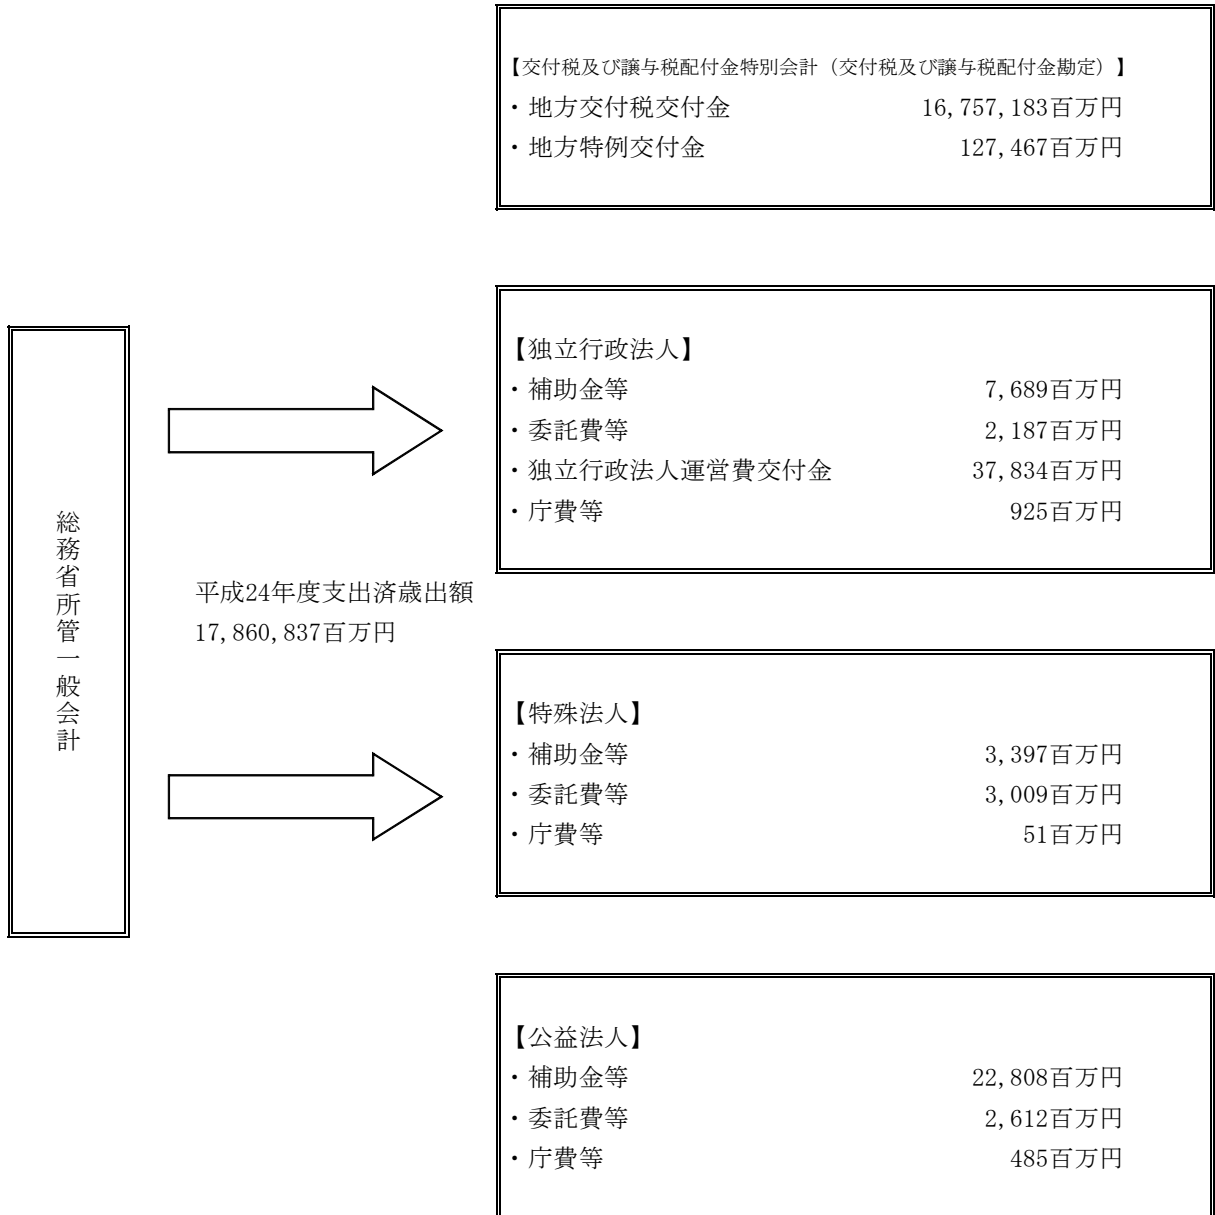 【交付税及び譲与税配付金特別会計（交付税及び譲与税配付金勘定）】
・地方交付税交付金 16,757,183百万円
・地方特例交付金 127,467百万円
【独立行政法人】
・補助金等 7,689百万円
・委託費等 2,187百万円
・独立行政法人運営費交付金 37,834百万円
・庁費等 925百万円
総務省所管一般会計
平成24年度支出済歳出額
17,860,837百万円
【特殊法人】
・補助金等 3,397百万円
・委託費等 3,009百万円
・庁費等 51百万円
【公益法人】
・補助金等 22,808百万円
・委託費等 2,612百万円
・庁費等 485百万円